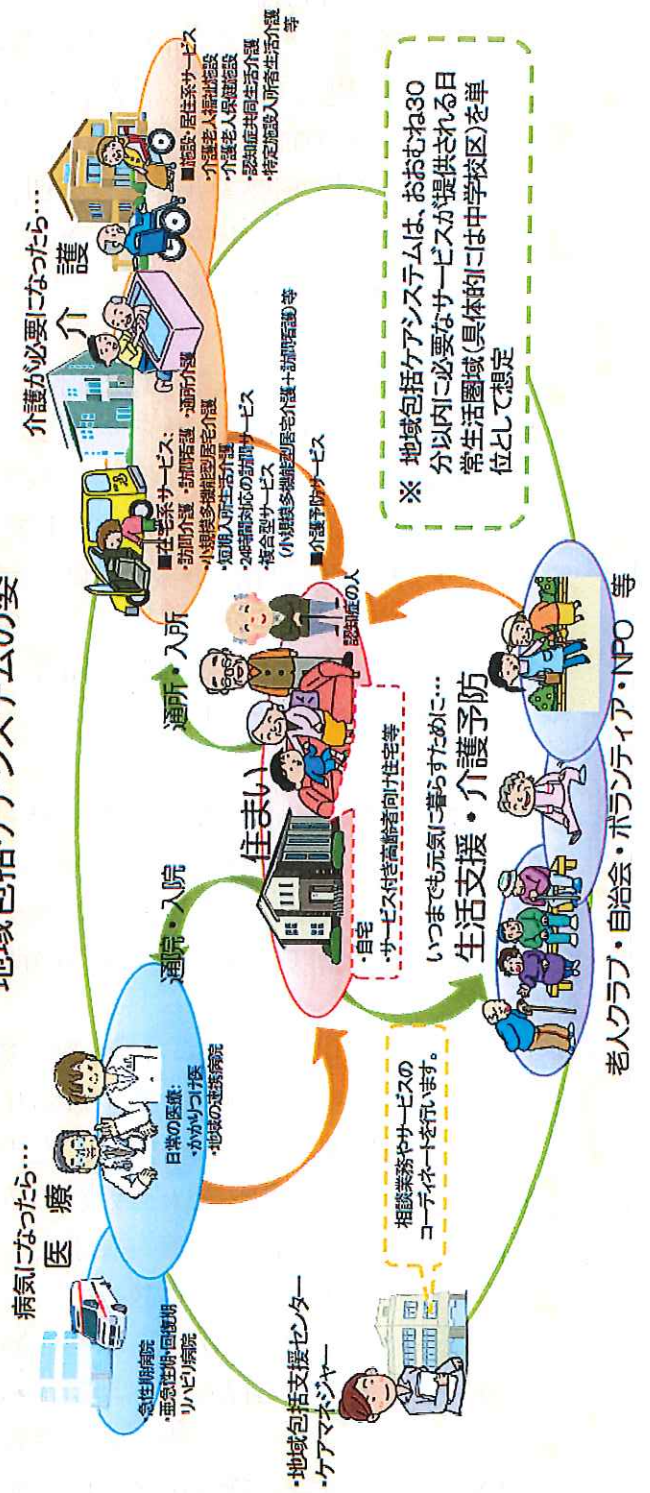 地域包括ケアシステムの姿
病気になったら…
医 療
・急性期病院
・亜急性期・回復期
リハビリ病院
日常の医療:
・かかりつけ医
・地域の連携病院
通院・入院
通所・入所
介護が必要になったら…
介 護
■在宅系サービス:
・訪問介護 ・訪問看護 ・通所介護
・小規模多機能型居宅介護
・短期入所生活介護
・24時間対応の訪問サービス
・複合型サービス
(小規模多機能型居宅介護+訪問看護)等
■介護予防サービス
■施設・居住系サービス
・介護老人福祉施設
・介護老人保健施設
・認知症共同生活介護
・特定施設入所者生活介護
等
住まい
認知症の人
・自宅
・サービス付き高齢者向け住宅等
・地域包括支援センター
・ケアマネジャー
相談業務やサービスの
コーディネートを行います。
いつまでも元気に暮らすために…
生活支援・介護予防
老人クラブ・自治会・ボランティア・NPO 等
※ 地域包括ケアシステムは、おおむね30
分以内に必要なサービスが提供される日
常生活圏域(具体的には中学校区)を単
位として想定